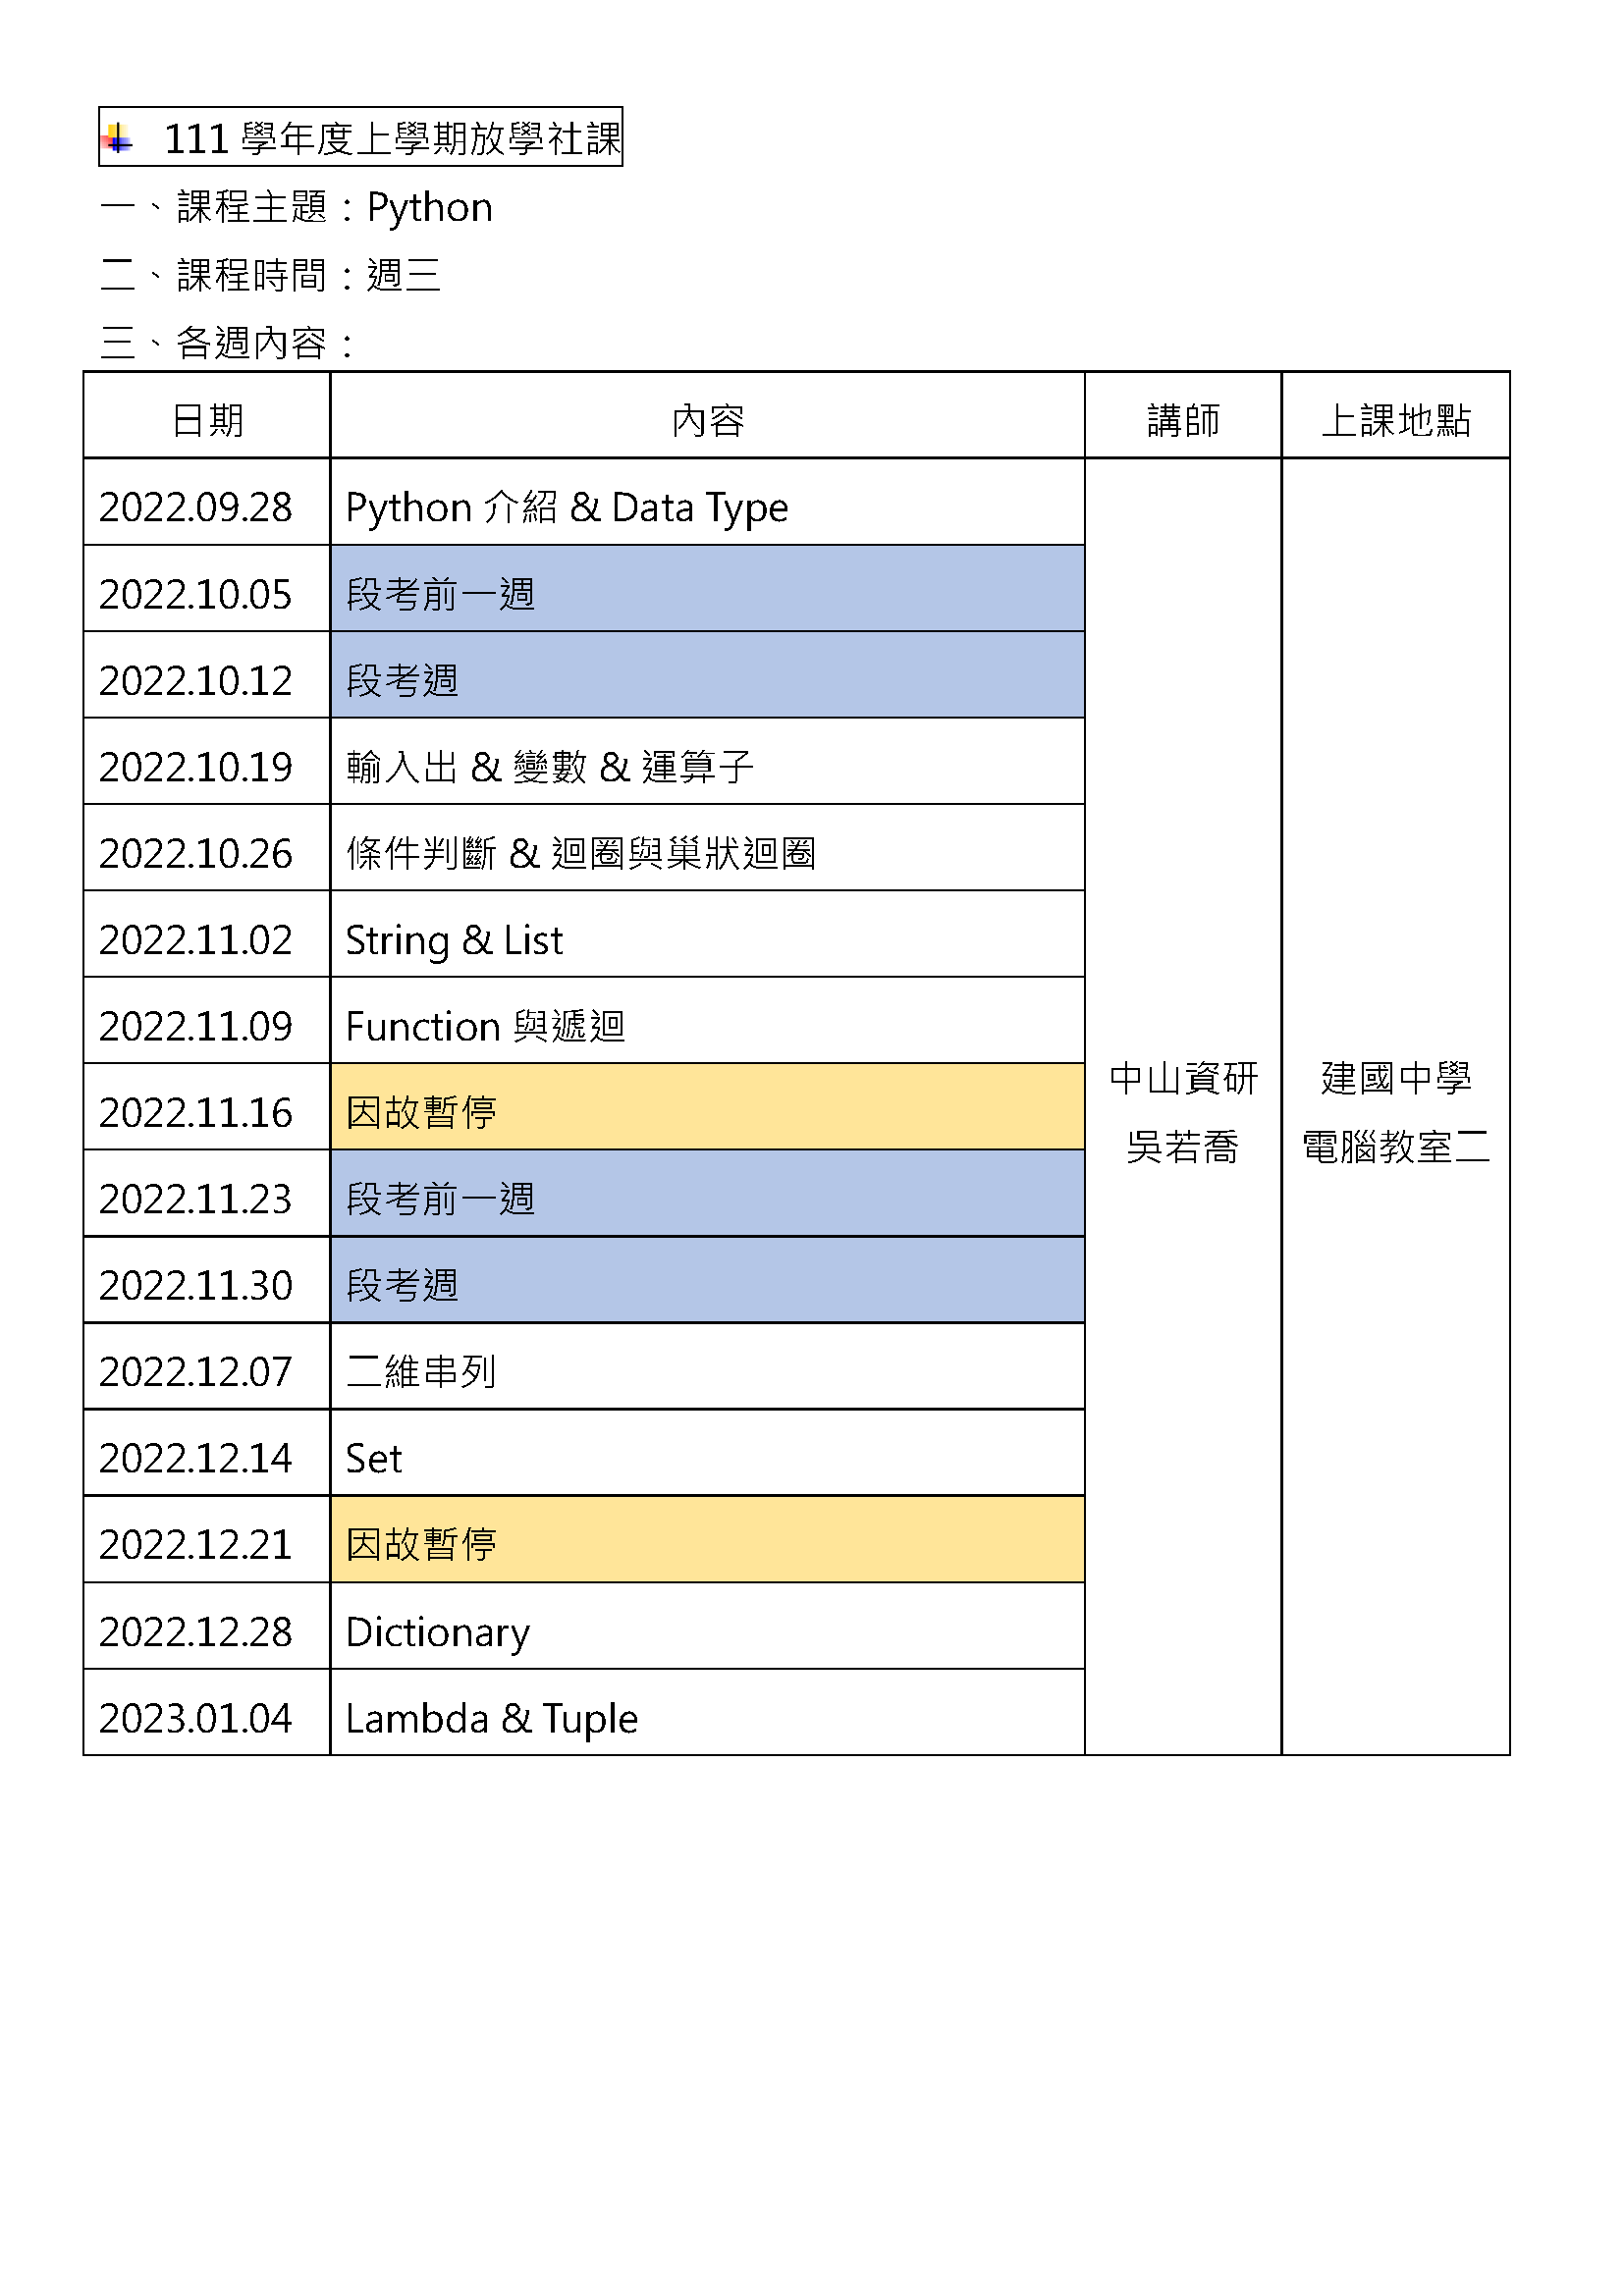 111 學年度上學期放學社課
一、課程主題：Python
二、課程時間：週三
三、各週內容：
日期 內容 講師 上課地點
2022.09.28 Python 介紹 & Data Type
2022.10.05 段考前一週
2022.10.12 段考週
2022.10.19 輸入出 & 變數 & 運算子
2022.10.26 條件判斷 & 迴圈與巢狀迴圈
2022.11.02 String & List
2022.11.09 Function 與遞迴
2022.11.16 因故暫停
2022.11.23 段考前一週
2022.11.30 段考週
2022.12.07 二維串列
2022.12.14 Set
2022.12.21 因故暫停
2022.12.28 Dictionary
2023.01.04 Lambda & Tuple
中山資研
吳若喬
建國中學
電腦教室二